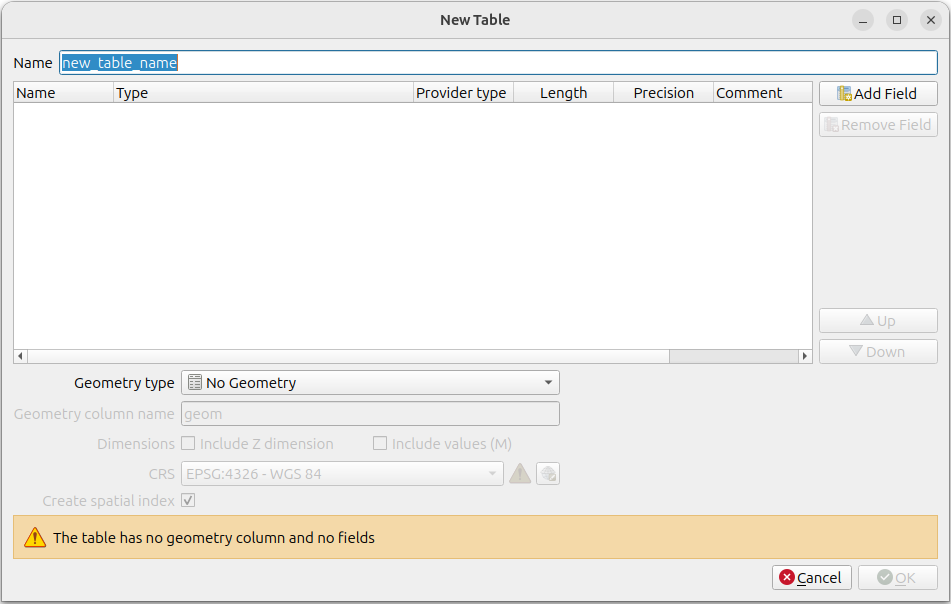 New Table
Name new_table_name
Name Type Provider type Length Precision Comment
Add Field
Remove Field
Up
Down
Geometry type No Geometry
Geometry column name geom
Dimensions Include Z dimension Include values (M)
CRS EPSG:4326 - WGS 84
Create spatial index
The table has no geometry column and no fields
Cancel OK